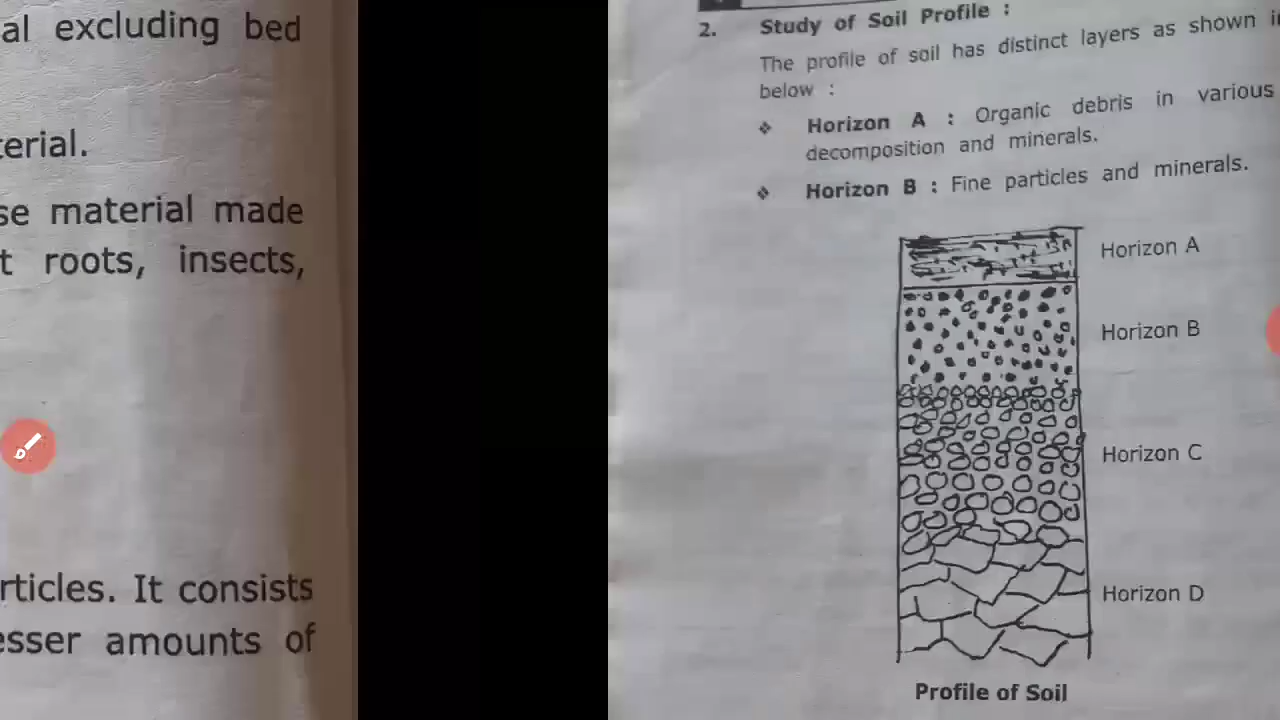 al excluding bed
terial.
se material made
t roots, insects,
rticles. It consists
esser amounts of
2. Study of Soil Profile :
The profile of soil has distinct layers as shown in
below :
❖ Horizon A : Organic debris in various
decomposition and minerals.
❖ Horizon B : Fine particles and minerals.
Horizon A
Horizon B
Horizon C
Horizon D
Profile of Soil